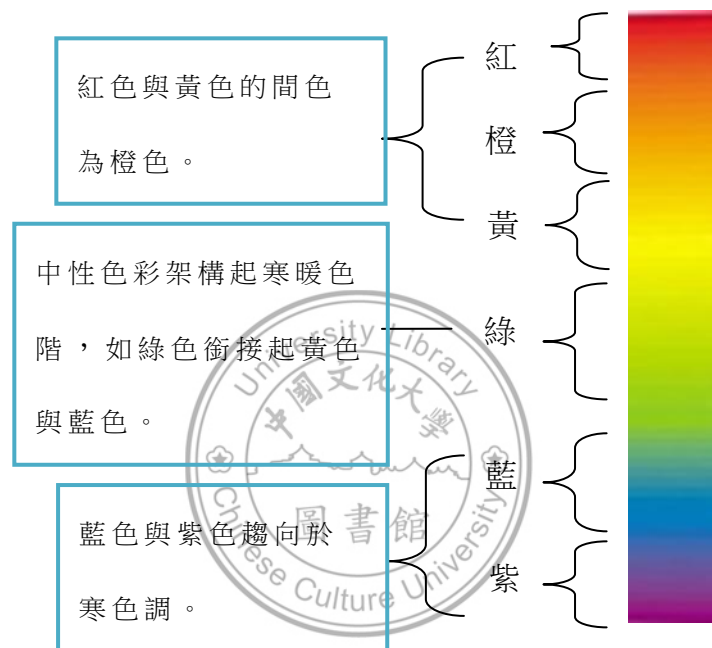 紅色與黃色的間色
為橙色。
中性色彩架構起寒暖色
階，如綠色銜接起黃色
與藍色。
藍色與紫色趨向於
寒色調。
紅
橙
黃
綠
藍
紫
University Library
中國文化大學
圖書館
Chinese Culture University